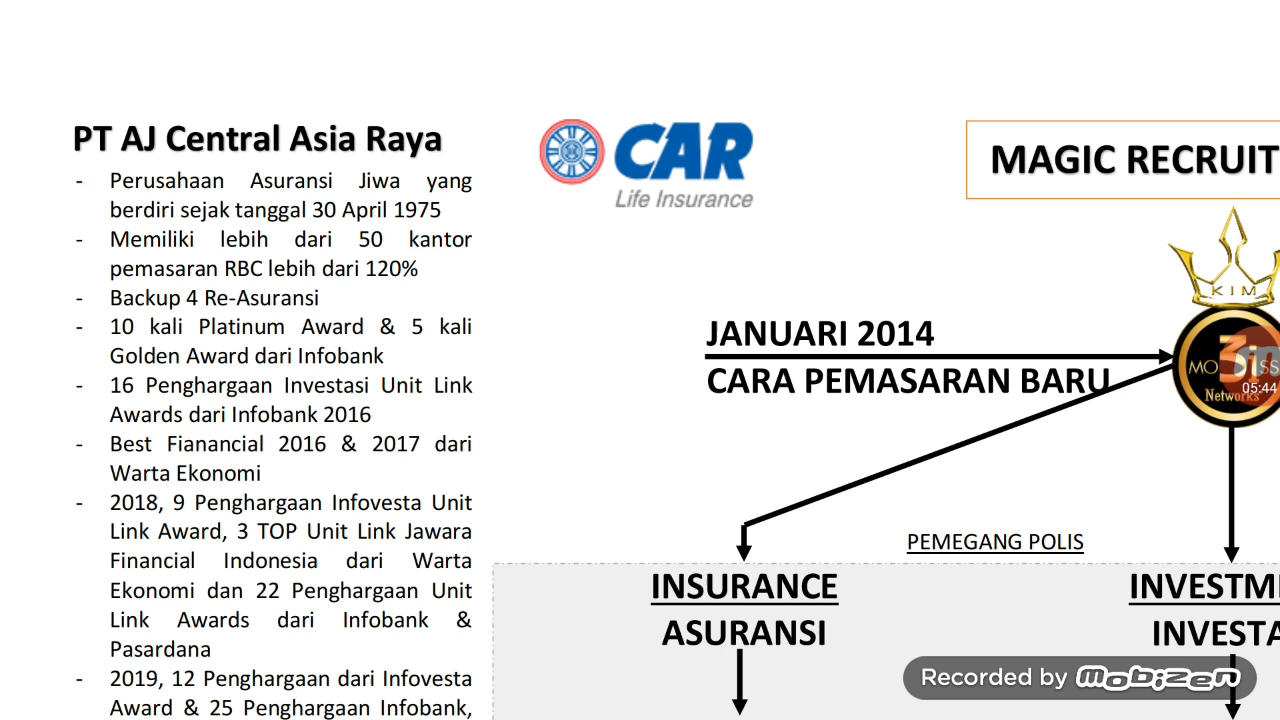 PT AJ Central Asia Raya
- Perusahaan Asuransi Jiwa yang
berdiri sejak tanggal 30 April 1975
- Memiliki lebih dari 50 kantor
pemasaran RBC lebih dari 120%
- Backup 4 Re-Asuransi
- 10 kali Platinum Award & 5 kali
Golden Award dari Infobank
- 16 Penghargaan Investasi Unit Link
Awards dari Infobank 2016
- Best Fianancial 2016 & 2017 dari
Warta Ekonomi
- 2018, 9 Penghargaan Infovesta Unit
Link Award, 3 TOP Unit Link Jawara
Financial Indonesia dari Warta
Ekonomi dan 22 Penghargaan Unit
Link Awards dari Infobank &
Pasardana
- 2019, 12 Penghargaan dari Infovesta
Award & 25 Penghargaan Infobank,
CAR
Life Insurance
MAGIC RECRUIT
KIM
3i
Networks
05:44
JANUARI 2014
CARA PEMASARAN BARU
PEMEGANG POLIS
INSURANCE
ASURANSI
INVESTM
INVESTA
Recorded by mobizen